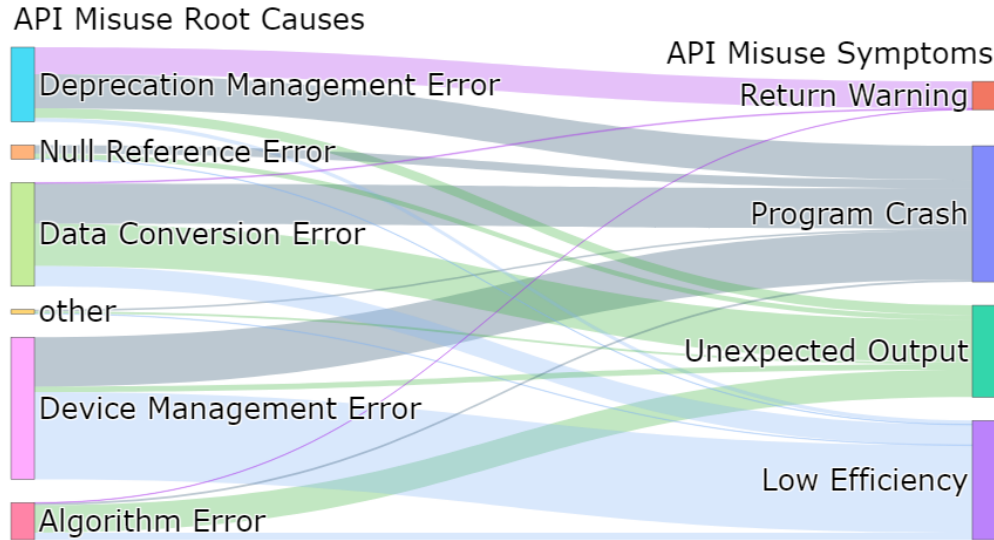 API Misuse Root Causes
API Misuse Symptoms
Deprecation Management Error
Return Warning
Null Reference Error
Program Crash
Data Conversion Error
other
Unexpected Output
Device Management Error
Low Efficiency
Algorithm Error